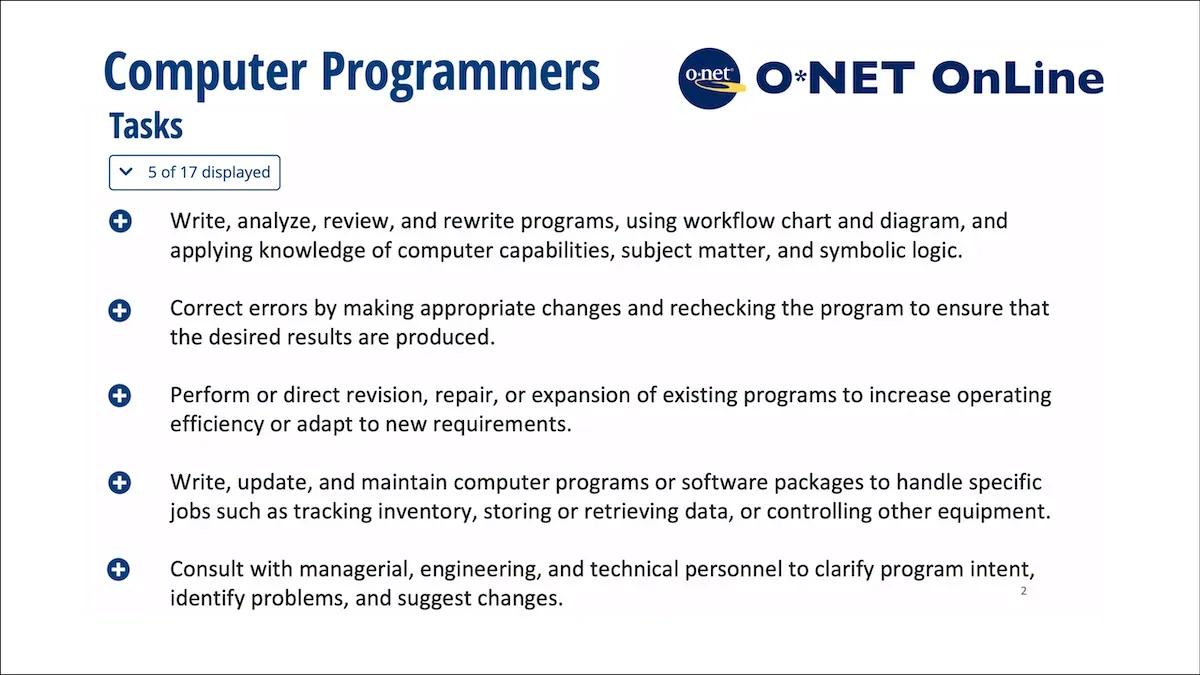 Computer Programmers
o*net
O*NET OnLine
Tasks
5 of 17 displayed
Write, analyze, review, and rewrite programs, using workflow chart and diagram, and
applying knowledge of computer capabilities, subject matter, and symbolic logic.
Correct errors by making appropriate changes and rechecking the program to ensure that
the desired results are produced.
Perform or direct revision, repair, or expansion of existing programs to increase operating
efficiency or adapt to new requirements.
Write, update, and maintain computer programs or software packages to handle specific
jobs such as tracking inventory, storing or retrieving data, or controlling other equipment.
Consult with managerial, engineering, and technical personnel to clarify program intent,
identify problems, and suggest changes.
2